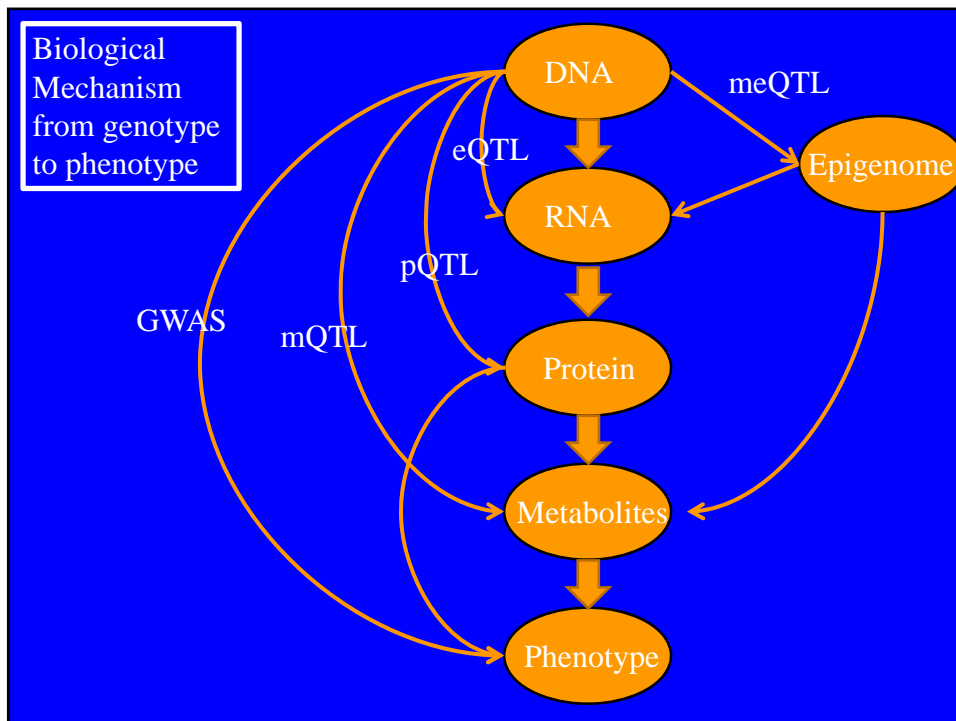 Biological
Mechanism
from genotype
to phenotype
DNA
meQTL
eQTL
Epigenome
RNA
pQTL
GWAS
mQTL
Protein
Metabolites
Phenotype